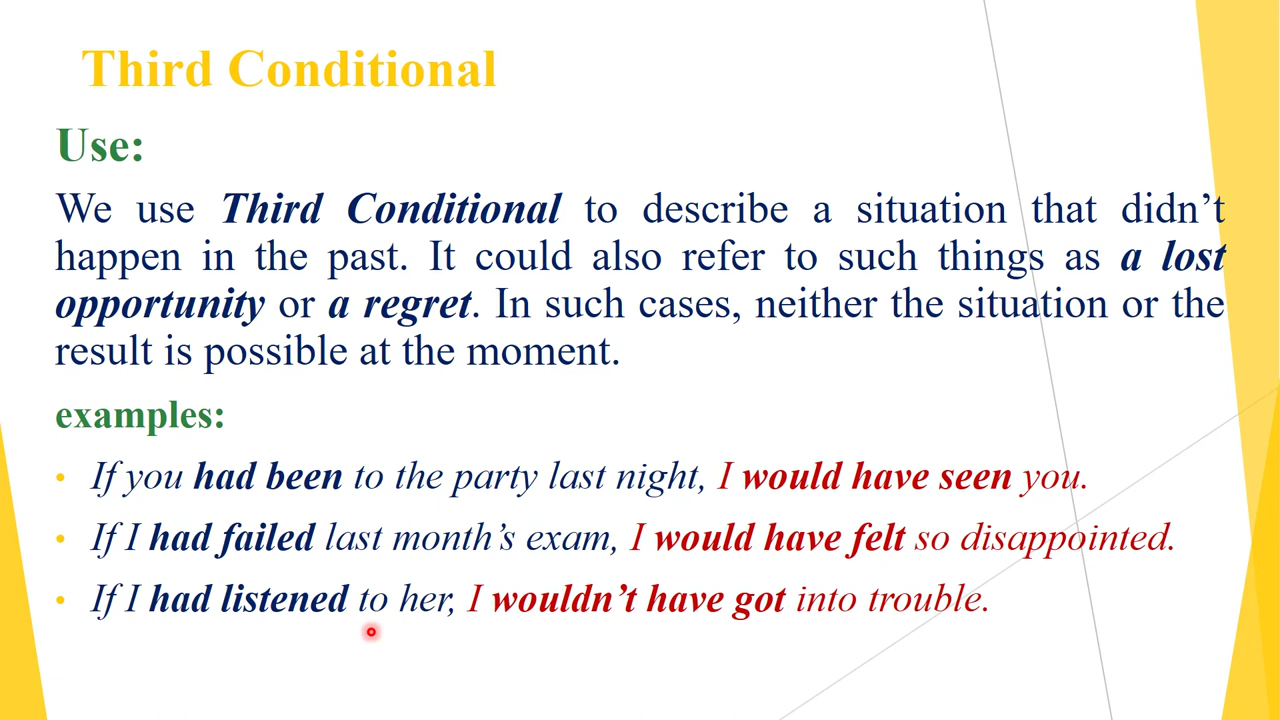 Third Conditional
Use:
We use Third Conditional to describe a situation that didn’t
happen in the past. It could also refer to such things as a lost
opportunity or a regret. In such cases, neither the situation or the
result is possible at the moment.
examples:
• If you had been to the party last night, I would have seen you.
• If I had failed last month’s exam, I would have felt so disappointed.
• If I had listened to her, I wouldn’t have got into trouble.